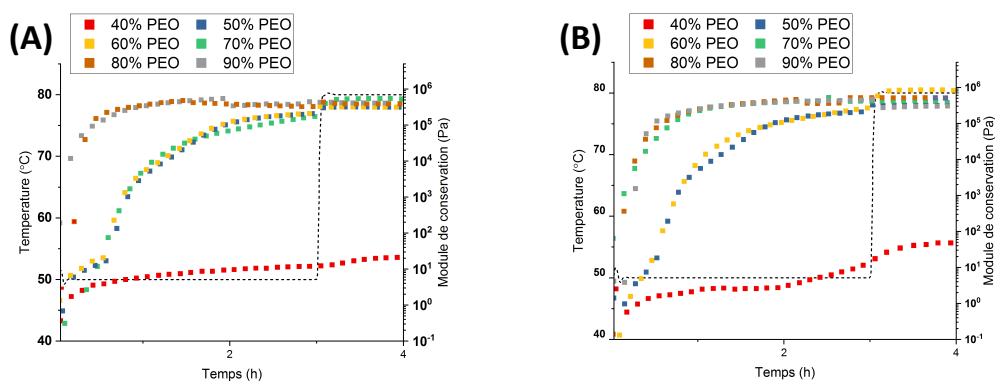 (A)
40% PEO 50% PEO
60% PEO 70% PEO
80% PEO 90% PEO
Temperature (°C)
80
70
60
50
40
Module de conservation (Pa)
10⁶
10⁵
10⁴
10³
10²
10¹
10⁰
10⁻¹
2 4
Temps (h)
(B)
40% PEO 50% PEO
60% PEO 70% PEO
80% PEO 90% PEO
Temperature (°C)
80
70
60
50
40
Module de conservation (Pa)
10⁶
10⁵
10⁴
10³
10²
10¹
10⁰
10⁻¹
2 4
Temps (h)